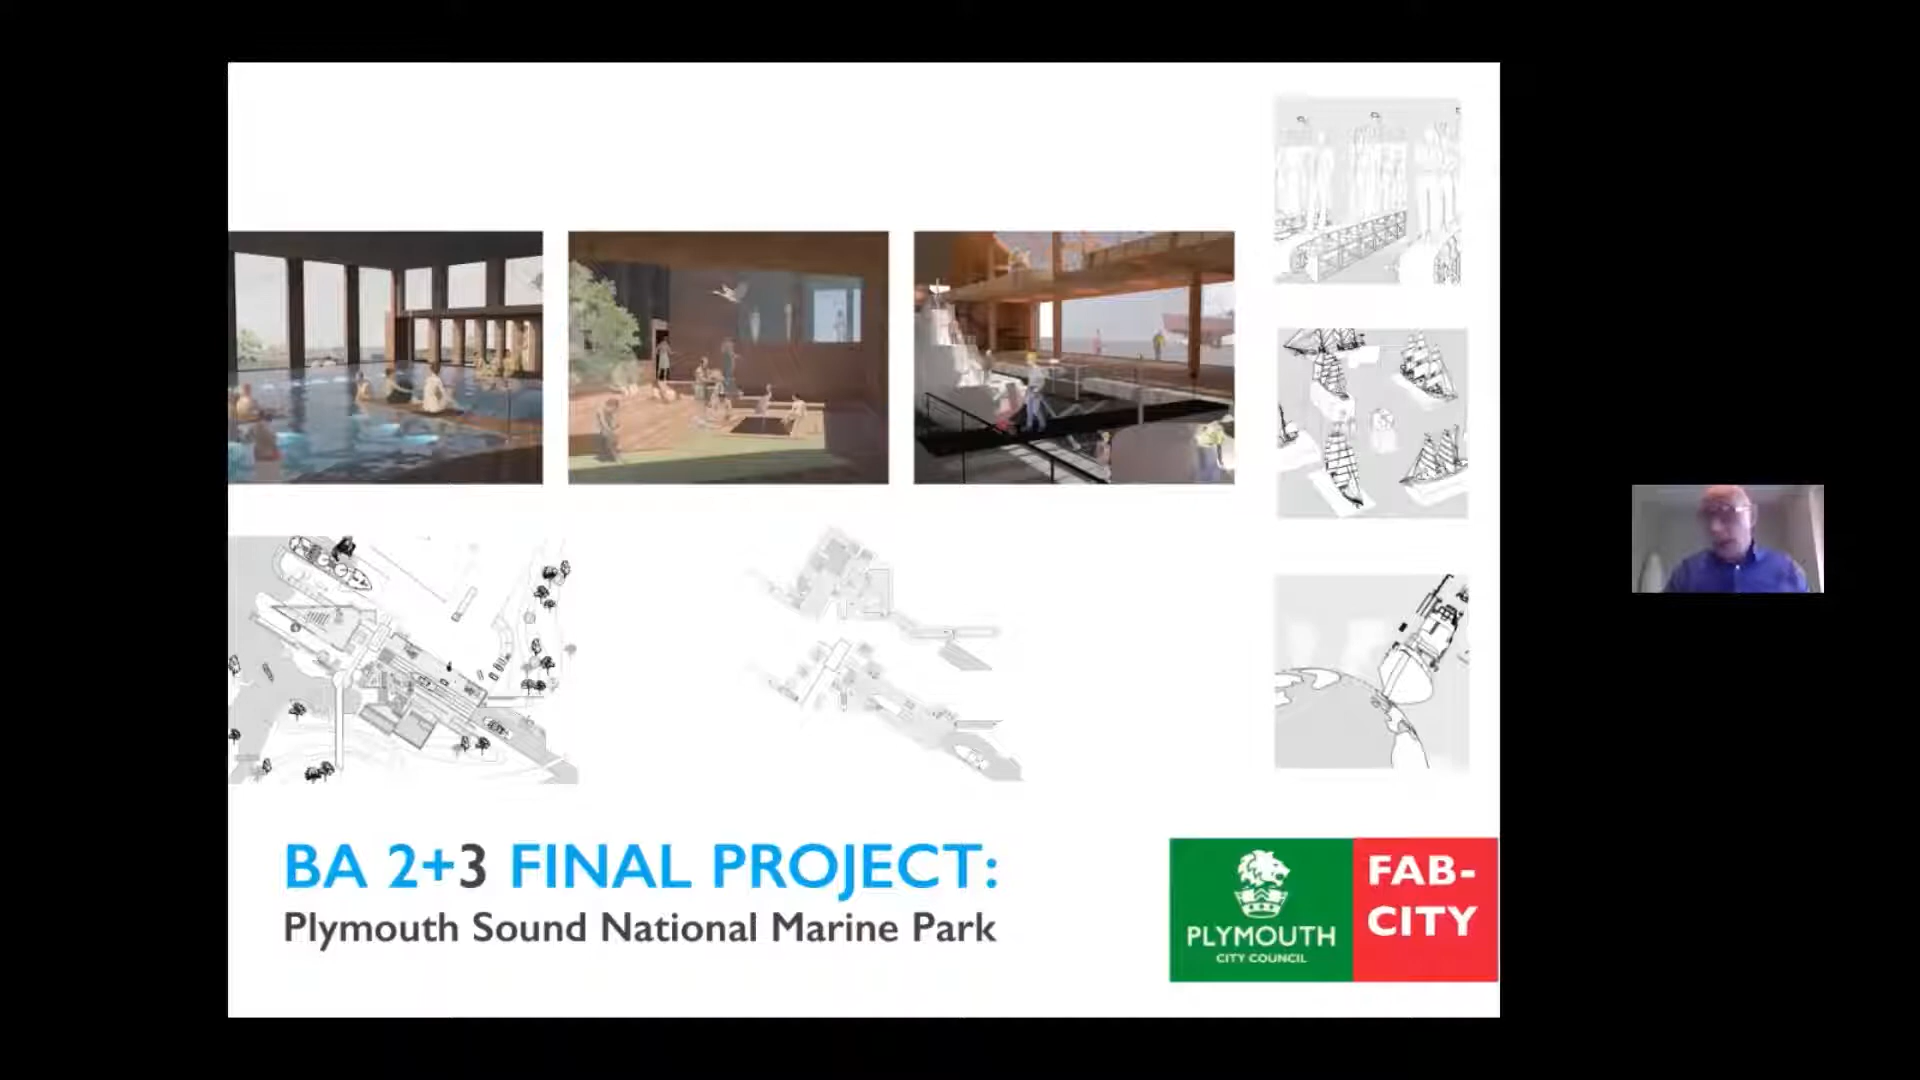 BA 2+3 FINAL PROJECT:
Plymouth Sound National Marine Park
PLYMOUTH
CITY COUNCIL
FAB-
CITY